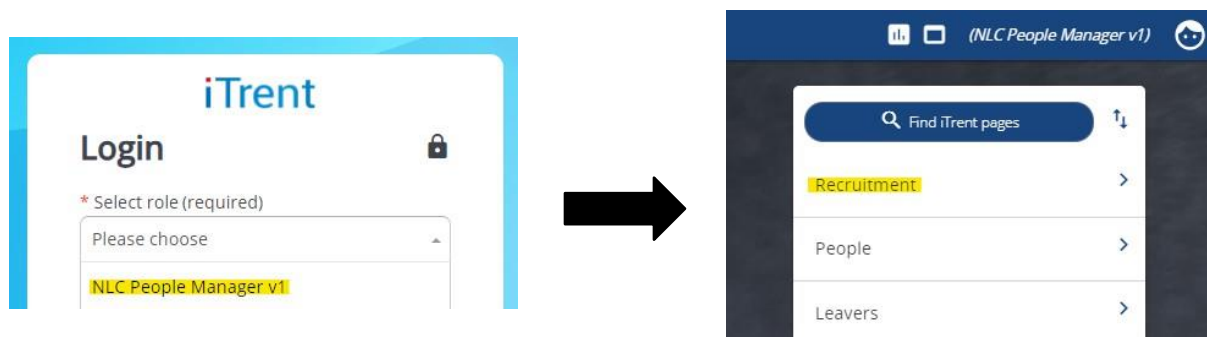 iTrent
Login
* Select role (required)
Please choose
NLC People Manager v1
(NLC People Manager v1)
Find iTrent pages
Recruitment
People
Leavers